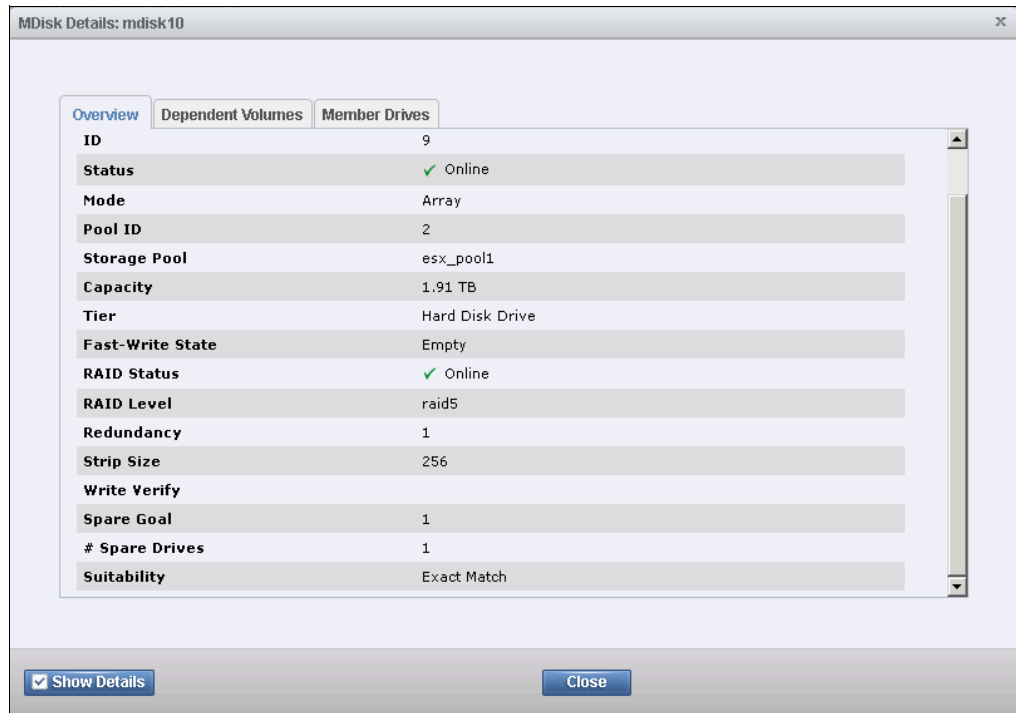 MDisk Details: mdisk10 x
Overview Dependent Volumes Member Drives
ID 9
Status Online
Mode Array
Pool ID 2
Storage Pool esx_pool1
Capacity 1.91 TB
Tier Hard Disk Drive
Fast-Write State Empty
RAID Status Online
RAID Level raid5
Redundancy 1
Strip Size 256
Write Verify
Spare Goal 1
# Spare Drives 1
Suitability Exact Match
Show Details Close